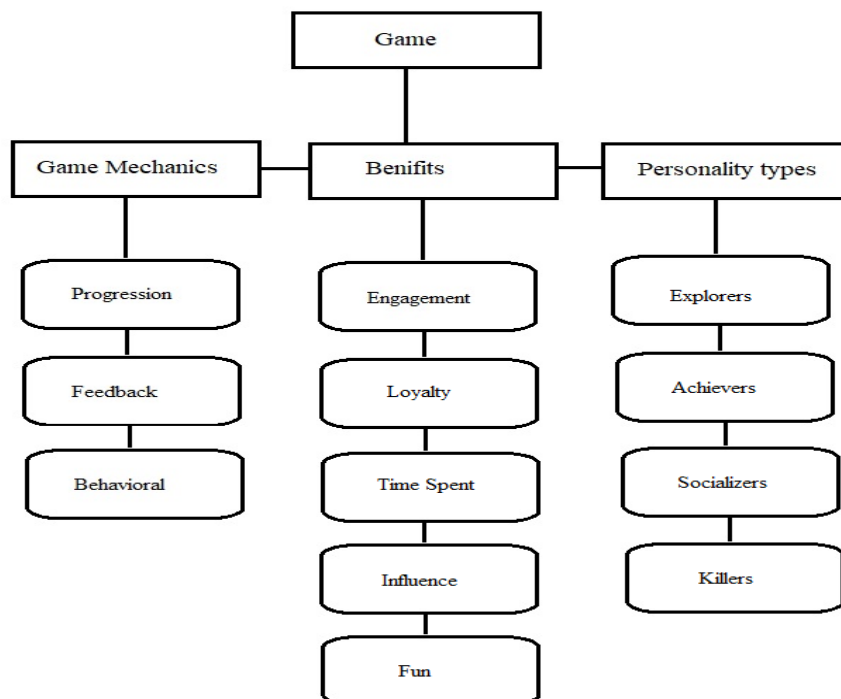 Game
Game Mechanics
Benifits
Personality types
Progression
Engagement
Explorers
Feedback
Loyalty
Achievers
Behavioral
Time Spent
Socializers
Influence
Killers
Fun